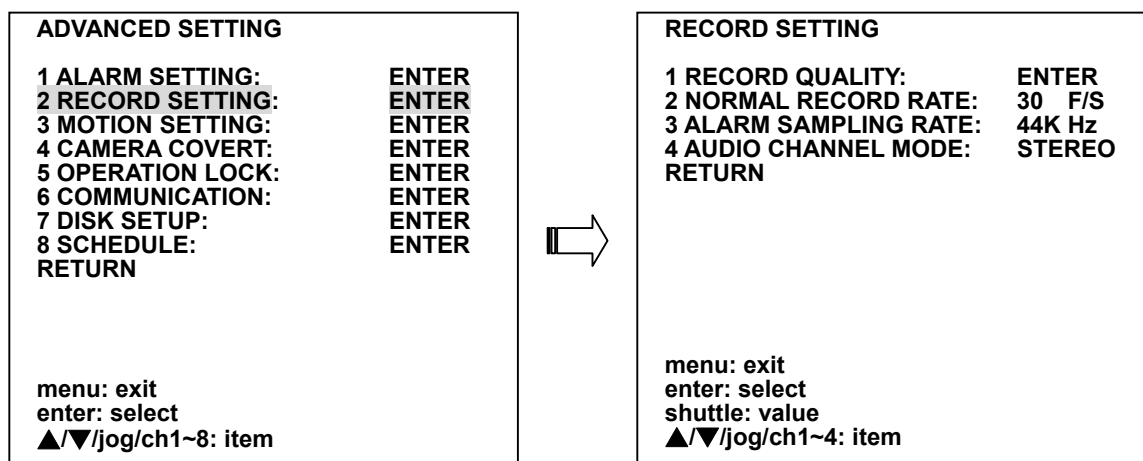 ADVANCED SETTING
1 ALARM SETTING: ENTER
2 RECORD SETTING: ENTER
3 MOTION SETTING: ENTER
4 CAMERA COVERT: ENTER
5 OPERATION LOCK: ENTER
6 COMMUNICATION: ENTER
7 DISK SETUP: ENTER
8 SCHEDULE: ENTER
RETURN
menu: exit
enter: select
▲/▼/jog/ch1~8: item
RECORD SETTING
1 RECORD QUALITY: ENTER
2 NORMAL RECORD RATE: 30 F/S
3 ALARM SAMPLING RATE: 44K Hz
4 AUDIO CHANNEL MODE: STEREO
RETURN
menu: exit
enter: select
shuttle: value
▲/▼/jog/ch1~4: item